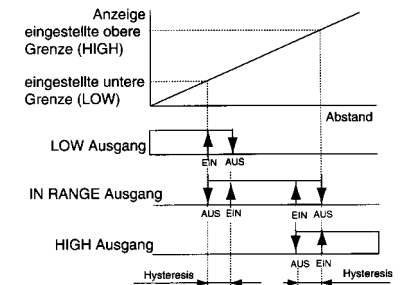 Anzeige
eingestellte obere
Grenze (HIGH)
eingestellte untere
Grenze (LOW)
Abstand
LOW Ausgang
EIN AUS
IN RANGE Ausgang
AUS EIN EIN AUS
HIGH Ausgang
AUS EIN
Hysteresis Hysteresis